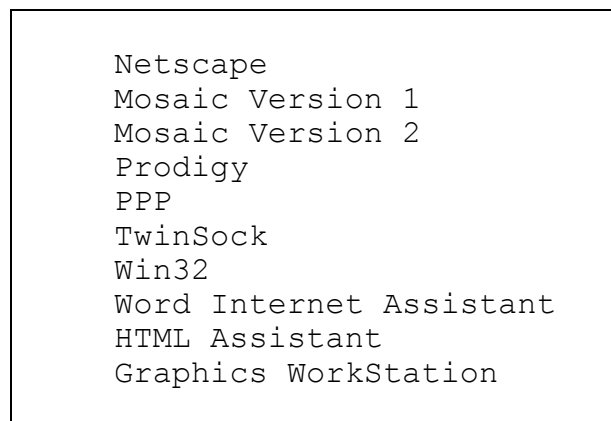 Netscape
Mosaic Version 1
Mosaic Version 2
Prodigy
PPP
TwinSock
Win32
Word Internet Assistant
HTML Assistant
Graphics WorkStation